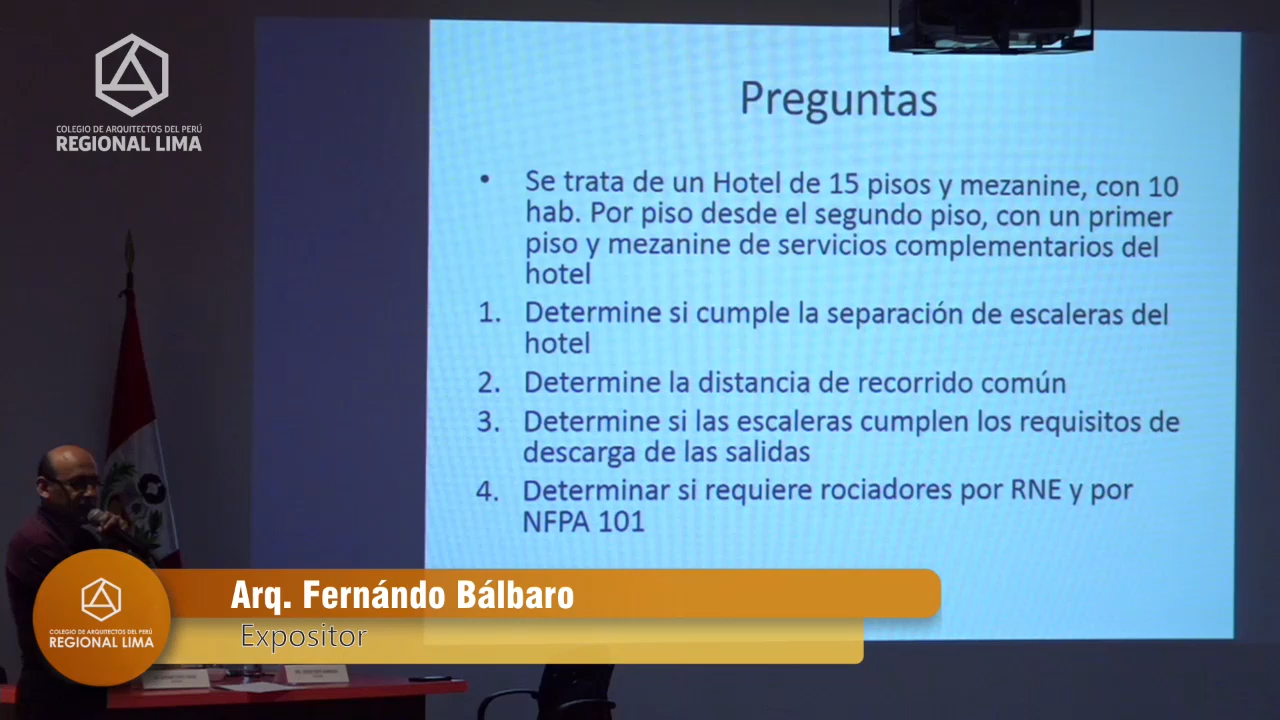 COLEGIO DE ARQUITECTOS DEL PERÚ
REGIONAL LIMA
Preguntas
• Se trata de un Hotel de 15 pisos y mezanine, con 10
hab. Por piso desde el segundo piso, con un primer
piso y mezanine de servicios complementarios del
hotel
1. Determine si cumple la separación de escaleras del
hotel
2. Determine la distancia de recorrido común
3. Determine si las escaleras cumplen los requisitos de
descarga de las salidas
4. Determinar si requiere rociadores por RNE y por
NFPA 101
Arq. Fernándo Bálbaro
Expositor
COLEGIO DE ARQUITECTOS DEL PERÚ
REGIONAL LIMA